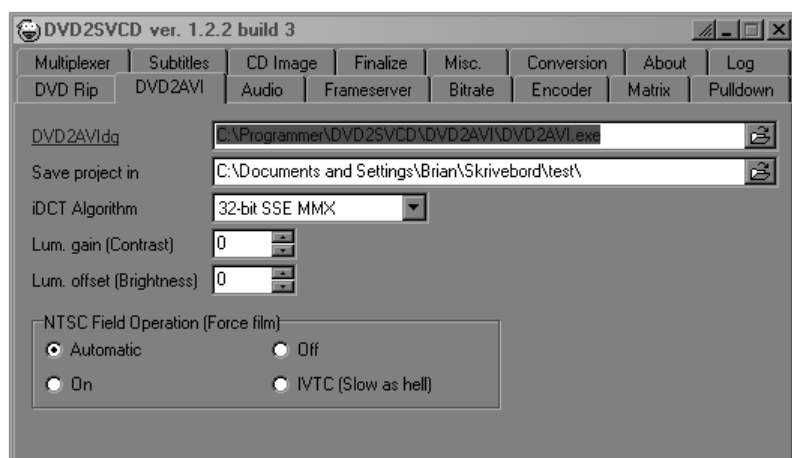 DVD2SVCD ver. 1.2.2 build 3
Multiplexer Subtitles CD Image Finalize Misc. Conversion About Log
DVD Rip DVD2AVI Audio Frameserver Bitrate Encoder Matrix Pulldown
DVD2AVIdg C:\Programmer\DVD2SVCD\DVD2AVI\DVD2AVI.exe
Save project in C:\Documents and Settings\Brian\Skrivebord\test\
iDCT Algorithm 32-bit SSE MMX
Lum. gain (Contrast) 0
Lum. offset (Brightness) 0
NTSC Field Operation (Force film)
Automatic Off
On IVTC (Slow as hell)